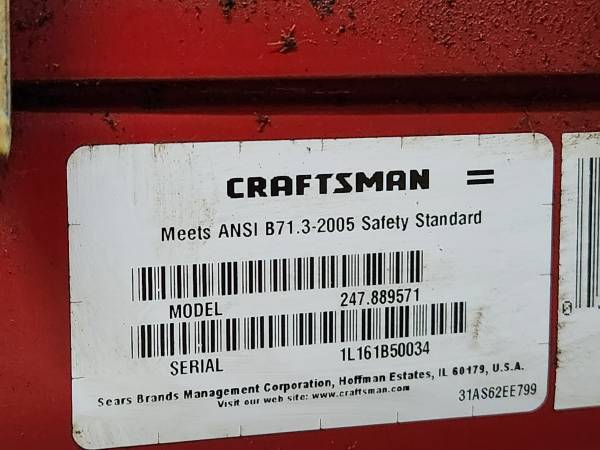 CRAFTSMAN
Meets ANSI B71.3-2005 Safety Standard
MODEL 247.889571
SERIAL 1L161B50034
Sears Brands Management Corporation, Hoffman Estates, IL 60179, U.S.A.
Visit our web site: www.craftsman.com
31AS62EE799